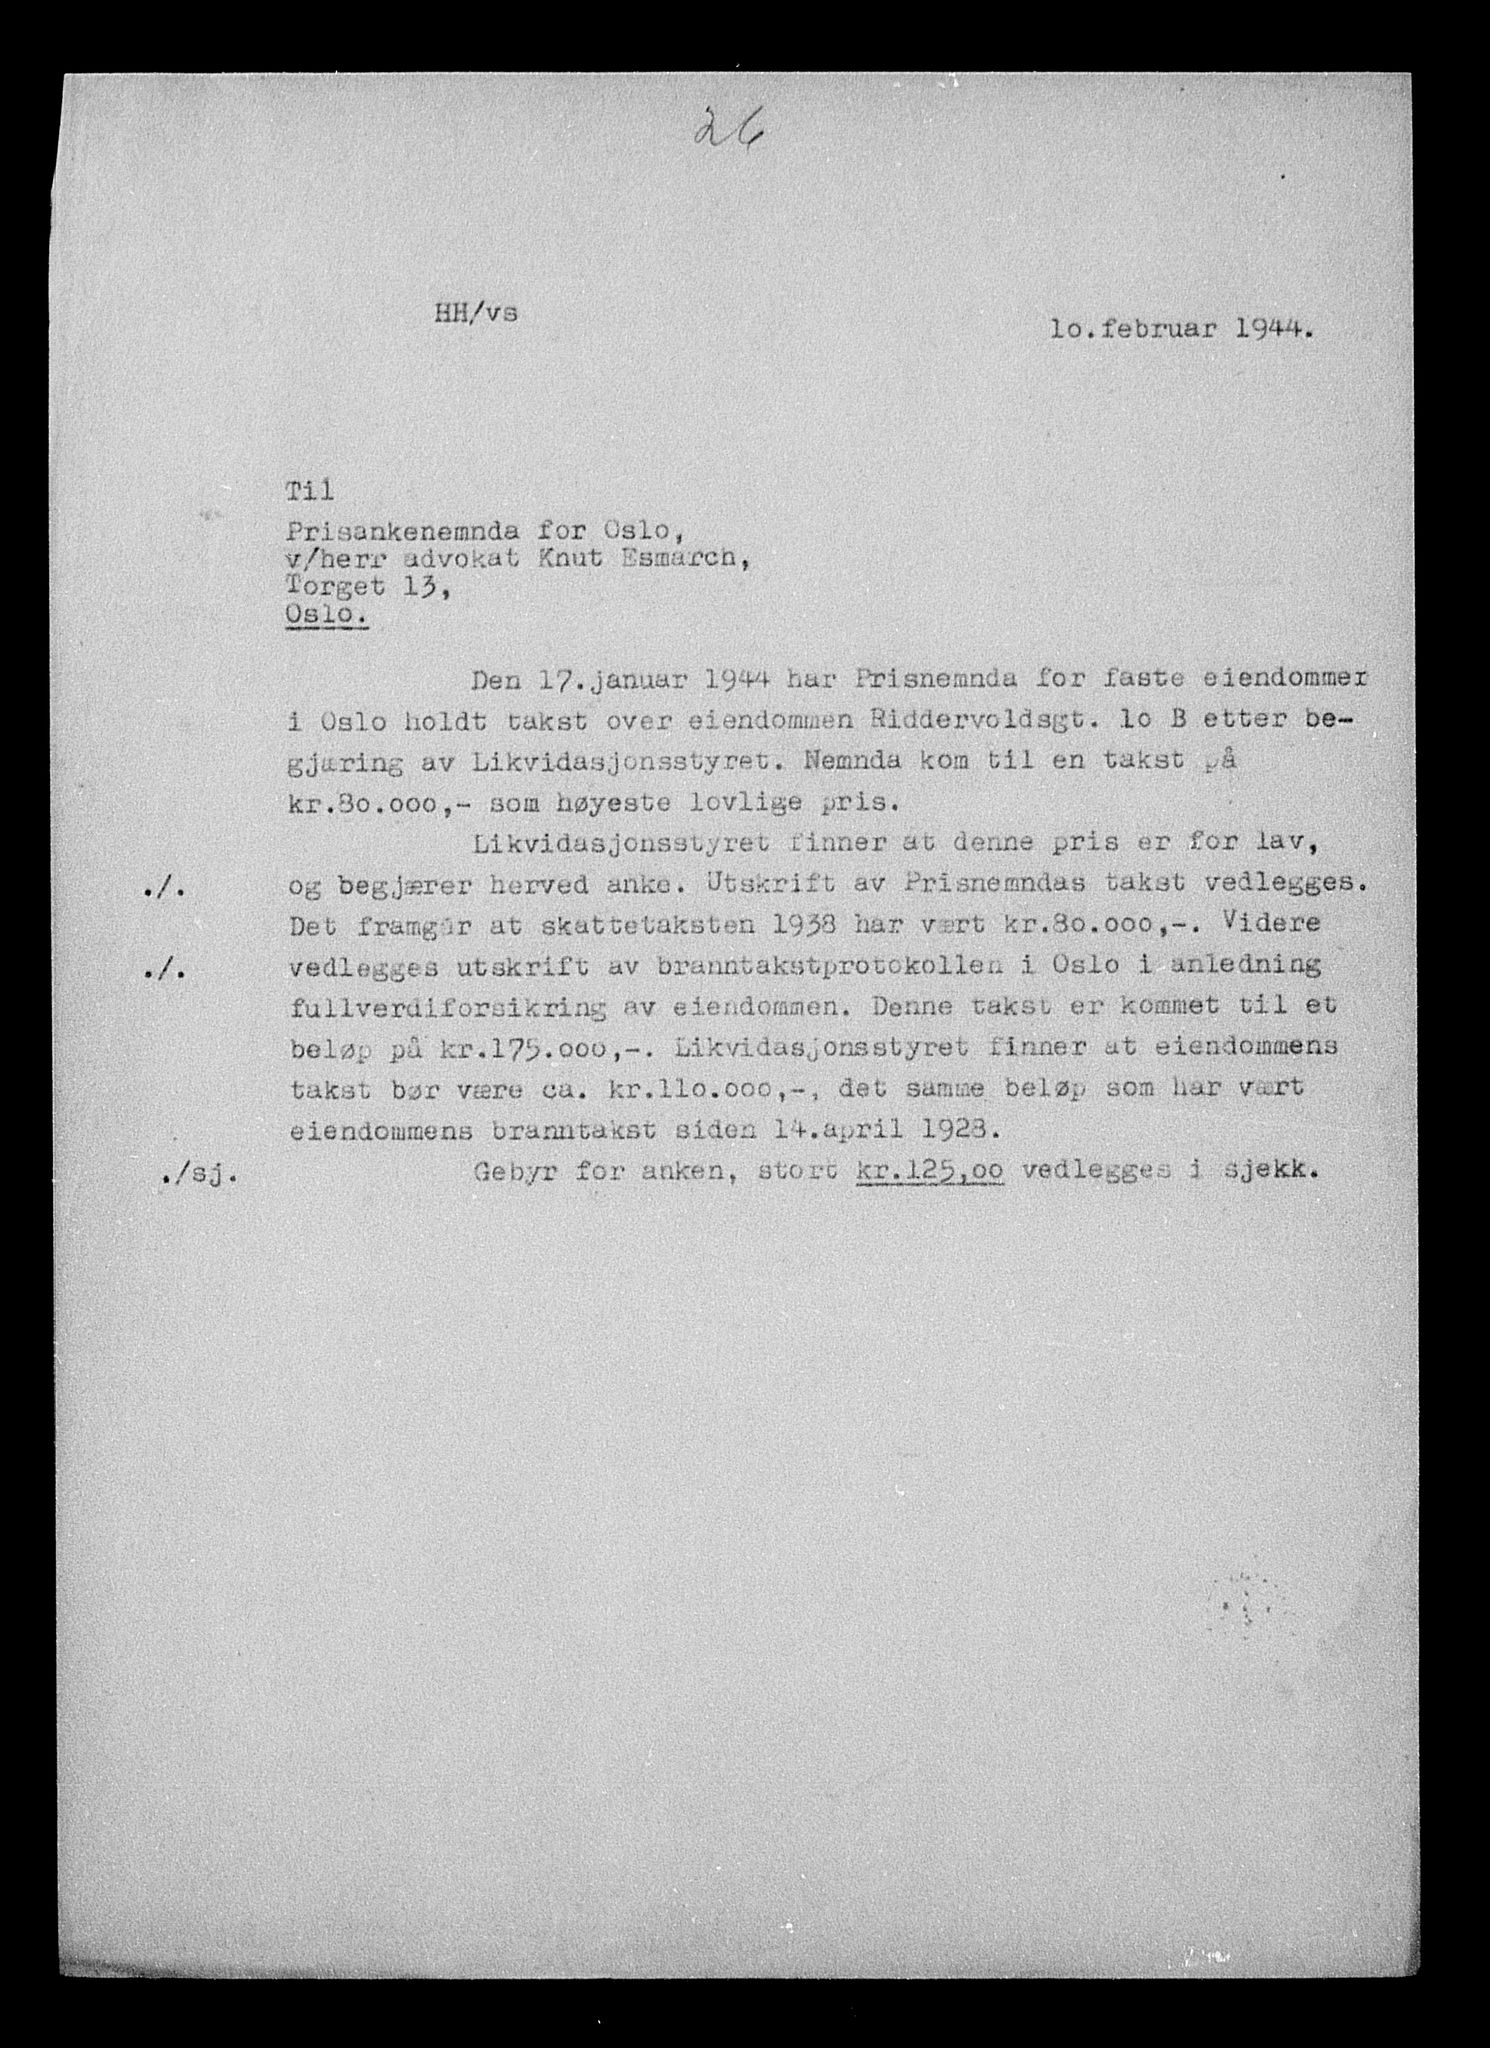 26
HH/vs
lo.februar 1944.
Til
Prisankenemnda for Oslo,
v/herr advokat Knut Esmarch,
Torget 13,
Oslo.
Den 17.januar 1944 har Prisnemnda for faste eiendommer
i Oslo holdt takst over eiendommen Riddervoldsgt. lo B etter be-
gjæring av Likvidasjonsstyret. Nemnda kom til en takst på
kr.80.ooo,- som høyeste lovlige pris.
Likvidasjonsstyret finner at denne pris er for lav,
./. og begjærer herved anke. Utskrift av Prisnemndas takst vedlegges.
Det framgår at skattetaksten 1938 har vært kr.80.ooo,-. Videre
./. vedlegges utskrift av branntakstprotokollen i Oslo i anledning
fullverdiforsikring av eiendommen. Denne takst er kommet til et
beløp på kr.175.ooo,-. Likvidasjonsstyret finner at eiendommens
takst bør være ca. kr.llo.ooo,-, det samme beløp som har vært
eiendommens branntakst siden 14.april 1928.
./sj. Gebyr for anken, stort kr.125,oo vedlegges i sjekk.